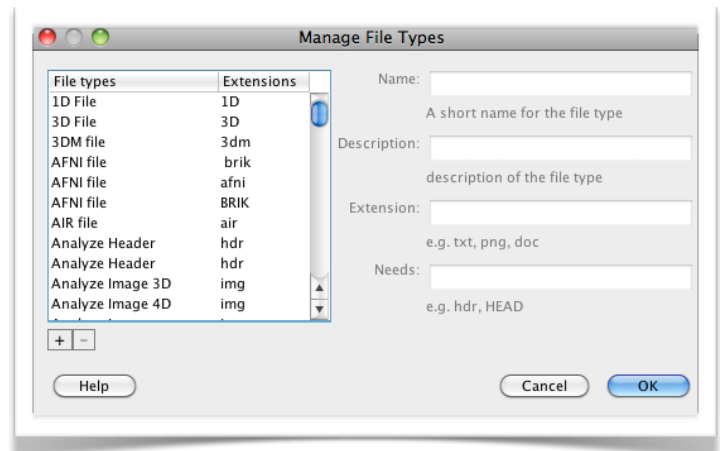 Manage File Types
File types Extensions
1D File 1D
3D File 3D
3DM file 3dm
AFNI file brik
AFNI file afni
AFNI file BRIK
AIR file air
Analyze Header hdr
Analyze Header hdr
Analyze Image 3D img
Analyze Image 4D img
+ −
Name:
A short name for the file type
Description:
description of the file type
Extension:
e.g. txt, png, doc
Needs:
e.g. hdr, HEAD
Help Cancel OK